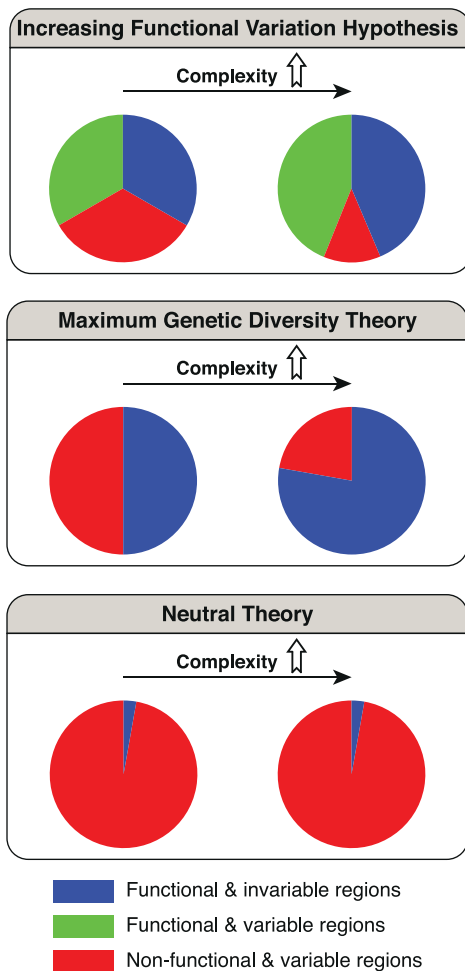 Increasing Functional Variation Hypothesis
Complexity
Maximum Genetic Diversity Theory
Complexity
Neutral Theory
Complexity
Functional & invariable regions
Functional & variable regions
Non-functional & variable regions